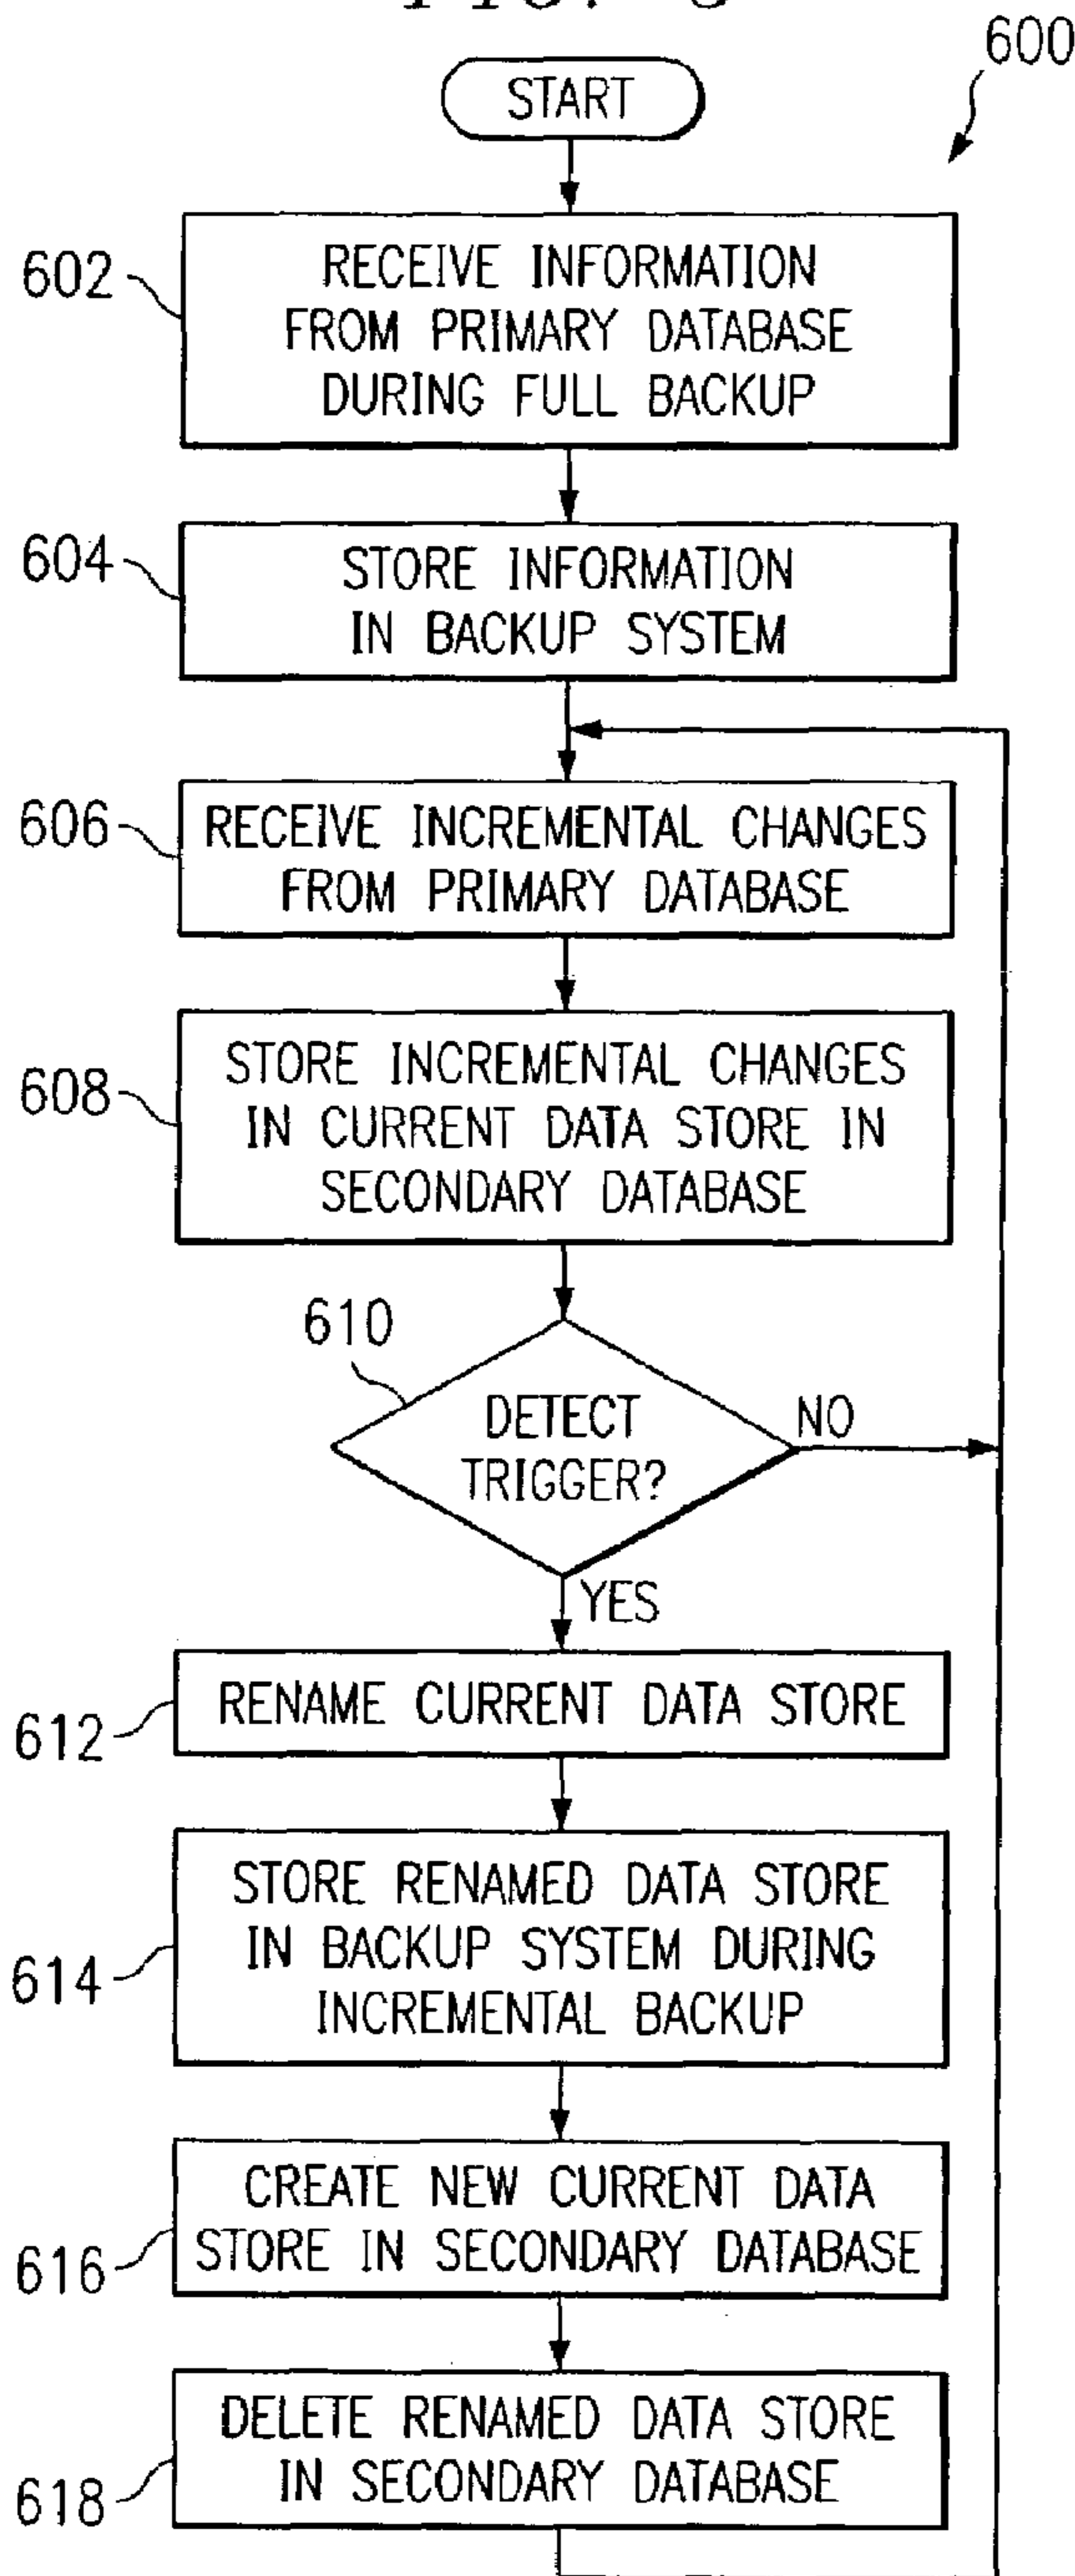 600
START
602
RECEIVE INFORMATION
FROM PRIMARY DATABASE
DURING FULL BACKUP
604
STORE INFORMATION
IN BACKUP SYSTEM
606
RECEIVE INCREMENTAL CHANGES
FROM PRIMARY DATABASE
608
STORE INCREMENTAL CHANGES
IN CURRENT DATA STORE IN
SECONDARY DATABASE
610
DETECT
TRIGGER?
NO
YES
612
RENAME CURRENT DATA STORE
614
STORE RENAMED DATA STORE
IN BACKUP SYSTEM DURING
INCREMENTAL BACKUP
616
CREATE NEW CURRENT DATA
STORE IN SECONDARY DATABASE
618
DELETE RENAMED DATA STORE
IN SECONDARY DATABASE